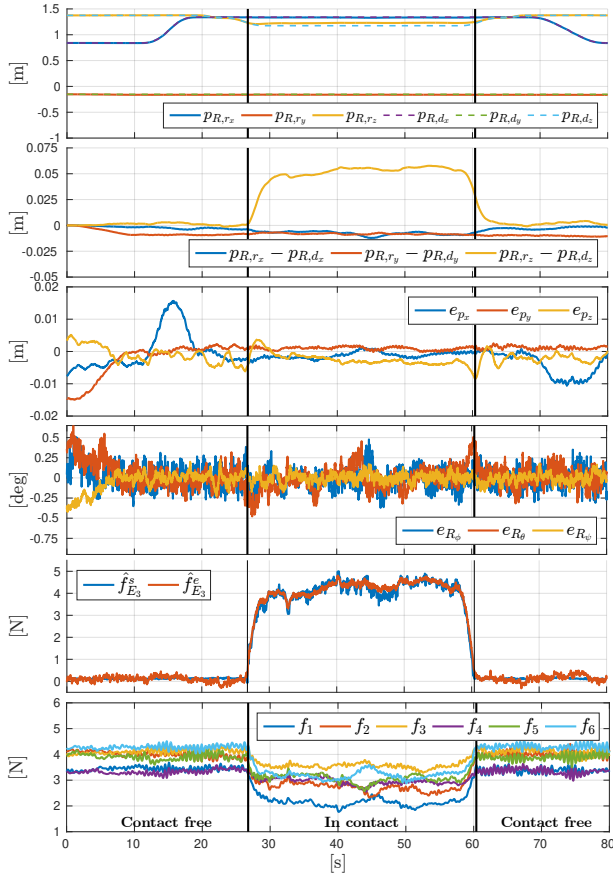 1.5
1
0.5
0
-0.5
-1
[m]
p_{R,r_x} p_{R,r_y} p_{R,r_z} p_{R,d_x} p_{R,d_y} p_{R,d_z}
0.075
0.05
0.025
0
-0.025
-0.05
[m]
p_{R,r_x} − p_{R,d_x} p_{R,r_y} − p_{R,d_y} p_{R,r_z} − p_{R,d_z}
0.02
0.01
0
-0.01
-0.02
[m]
e_{p_x} e_{p_y} e_{p_z}
0.5
0.25
0
-0.25
-0.5
-0.75
[deg]
e_{R_ϕ} e_{R_θ} e_{R_ψ}
5
4
3
2
1
0
[N]
f̂^s_{E_3} f̂^e_{E_3}
6
5
4
3
2
1
[N]
f_1 f_2 f_3 f_4 f_5 f_6
Contact free In contact Contact free
0 10 20 30 40 50 60 70 80
[s]